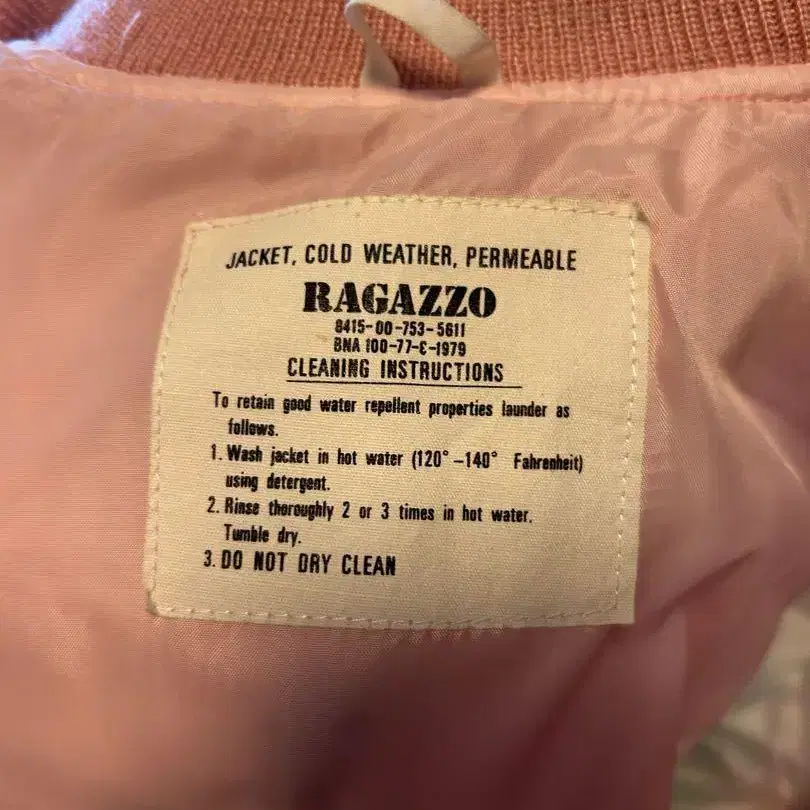 JACKET, COLD WEATHER, PERMEABLE
RAGAZZO
8415-00-753-5611
BNA 100-77-C-1979
CLEANING INSTRUCTIONS
To retain good water repellent properties launder as
follows.
1. Wash jacket in hot water (120° -140° Fahrenheit)
using detergent.
2. Rinse thoroughly 2 or 3 times in hot water.
Tumble dry.
3. DO NOT DRY CLEAN